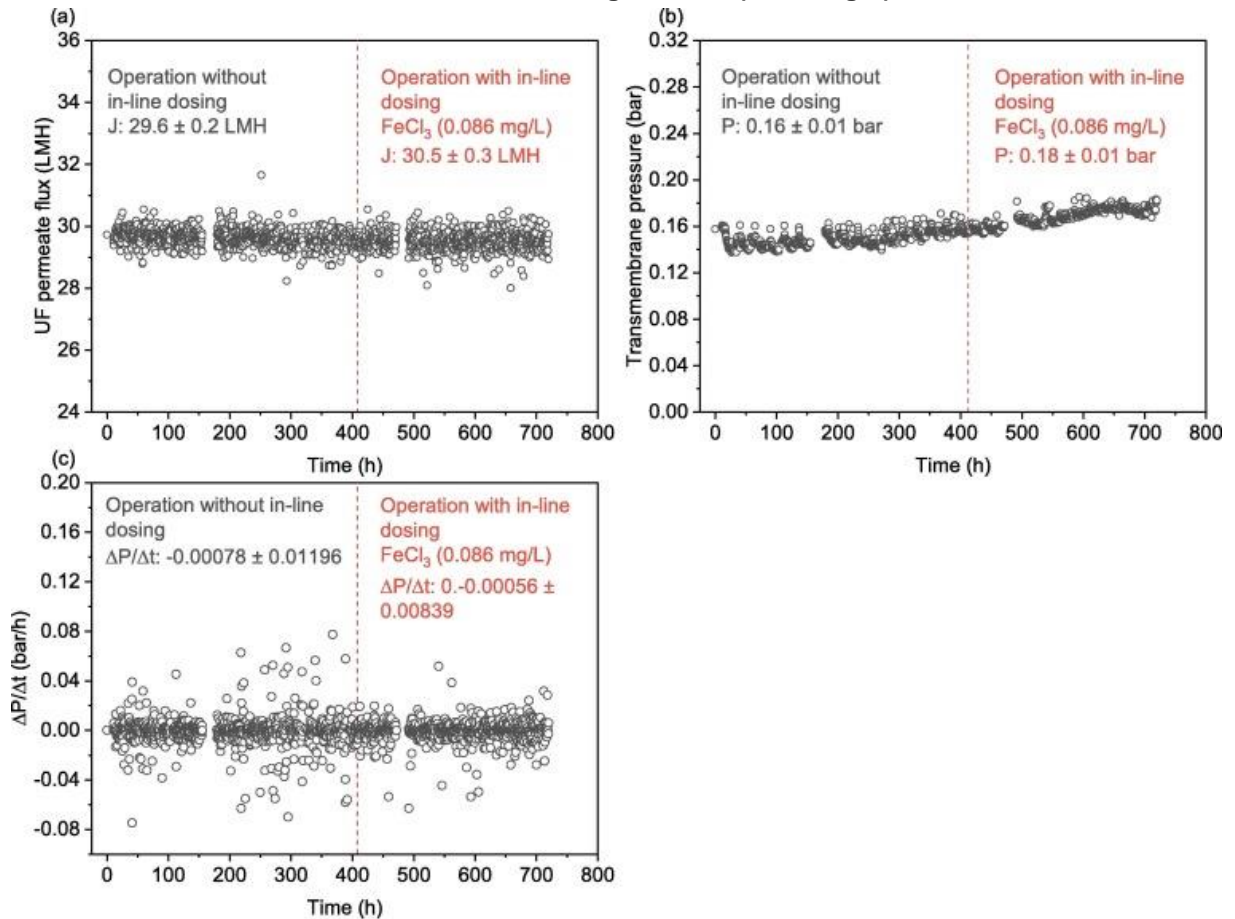 (a)
36
34
32
30
28
26
24
UF permeate flux (LMH)
Operation without
in-line dosing
J: 29.6 ± 0.2 LMH
Operation with in-line
dosing
FeCl₃ (0.086 mg/L)
J: 30.5 ± 0.3 LMH
0 100 200 300 400 500 600 700 800
Time (h)
(b)
0.32
0.28
0.24
0.20
0.16
0.12
0.08
0.04
0.00
Transmembrane pressure (bar)
Operation without
in-line dosing
P: 0.16 ± 0.01 bar
Operation with in-line
dosing
FeCl₃ (0.086 mg/L)
P: 0.18 ± 0.01 bar
0 100 200 300 400 500 600 700 800
Time (h)
(c)
0.20
0.16
0.12
0.08
0.04
0.00
-0.04
-0.08
ΔP/Δt (bar/h)
Operation without in-line
dosing
ΔP/Δt: -0.00078 ± 0.01196
Operation with in-line
dosing
FeCl₃ (0.086 mg/L)
ΔP/Δt: 0.-0.00056 ±
0.00839
0 100 200 300 400 500 600 700 800
Time (h)